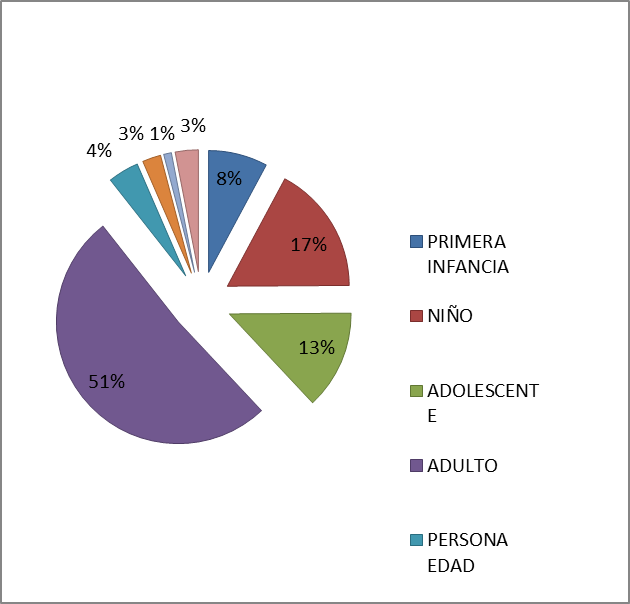 3%
3%
1%
4%
8%
17%
13%
51%
PRIMERA
INFANCIA
NIÑO
ADOLESCENT
E
ADULTO
PERSONA
EDAD